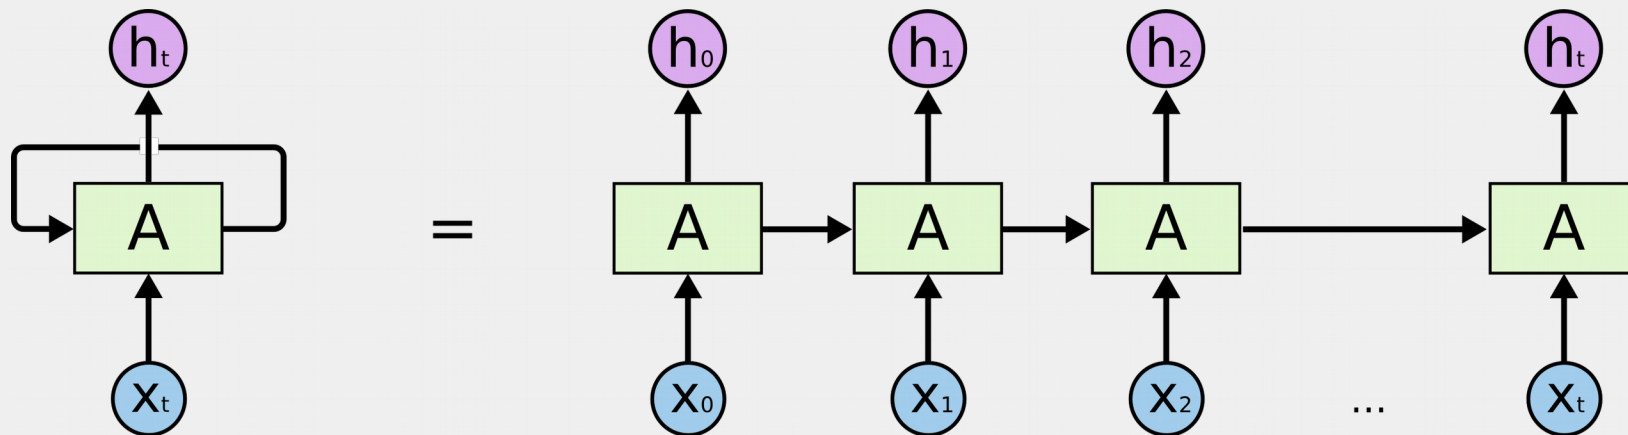 hₜ h₀ h₁ h₂ hₜ
A = A A A A
xₜ x₀ x₁ x₂ ... xₜ